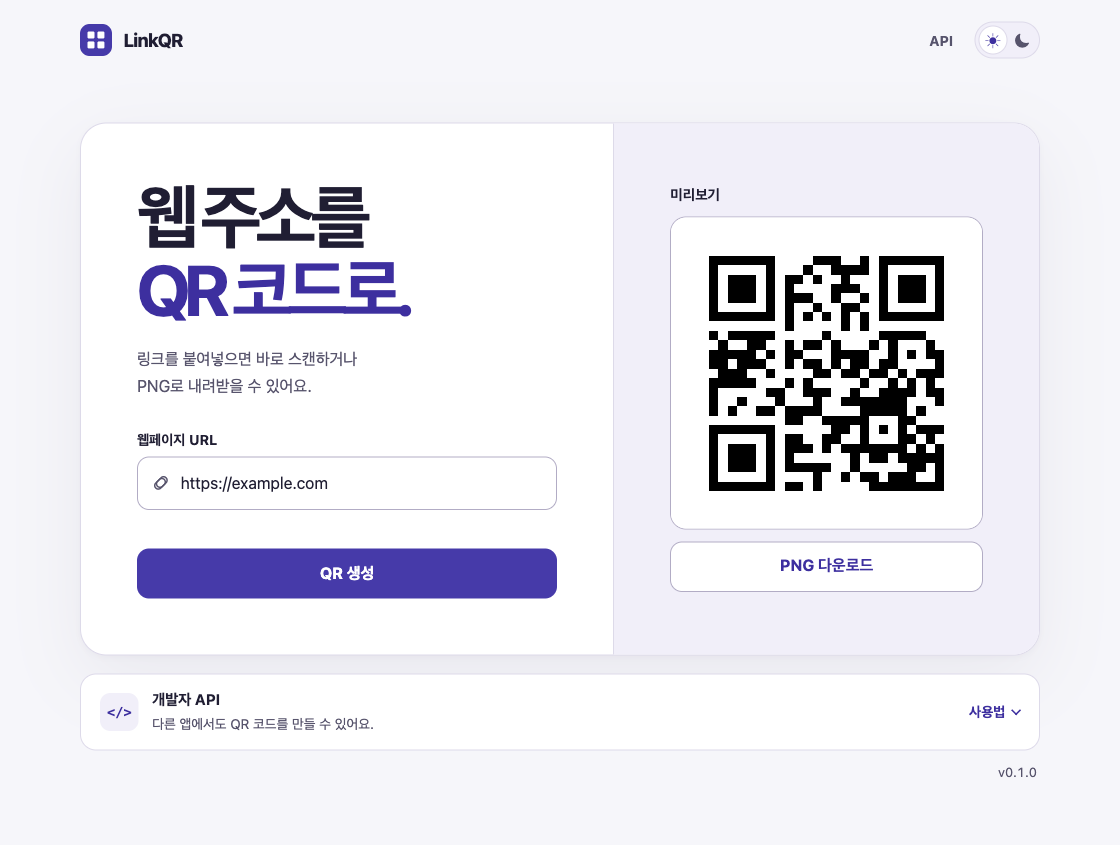 LinkQR
API
웹주소를
QR 코드로.
링크를 붙여넣으면 바로 스캔하거나
PNG로 내려받을 수 있어요.
웹페이지 URL
https://example.com
QR 생성
미리보기
PNG 다운로드
</>
개발자 API
다른 앱에서도 QR 코드를 만들 수 있어요.
사용법
v0.1.0